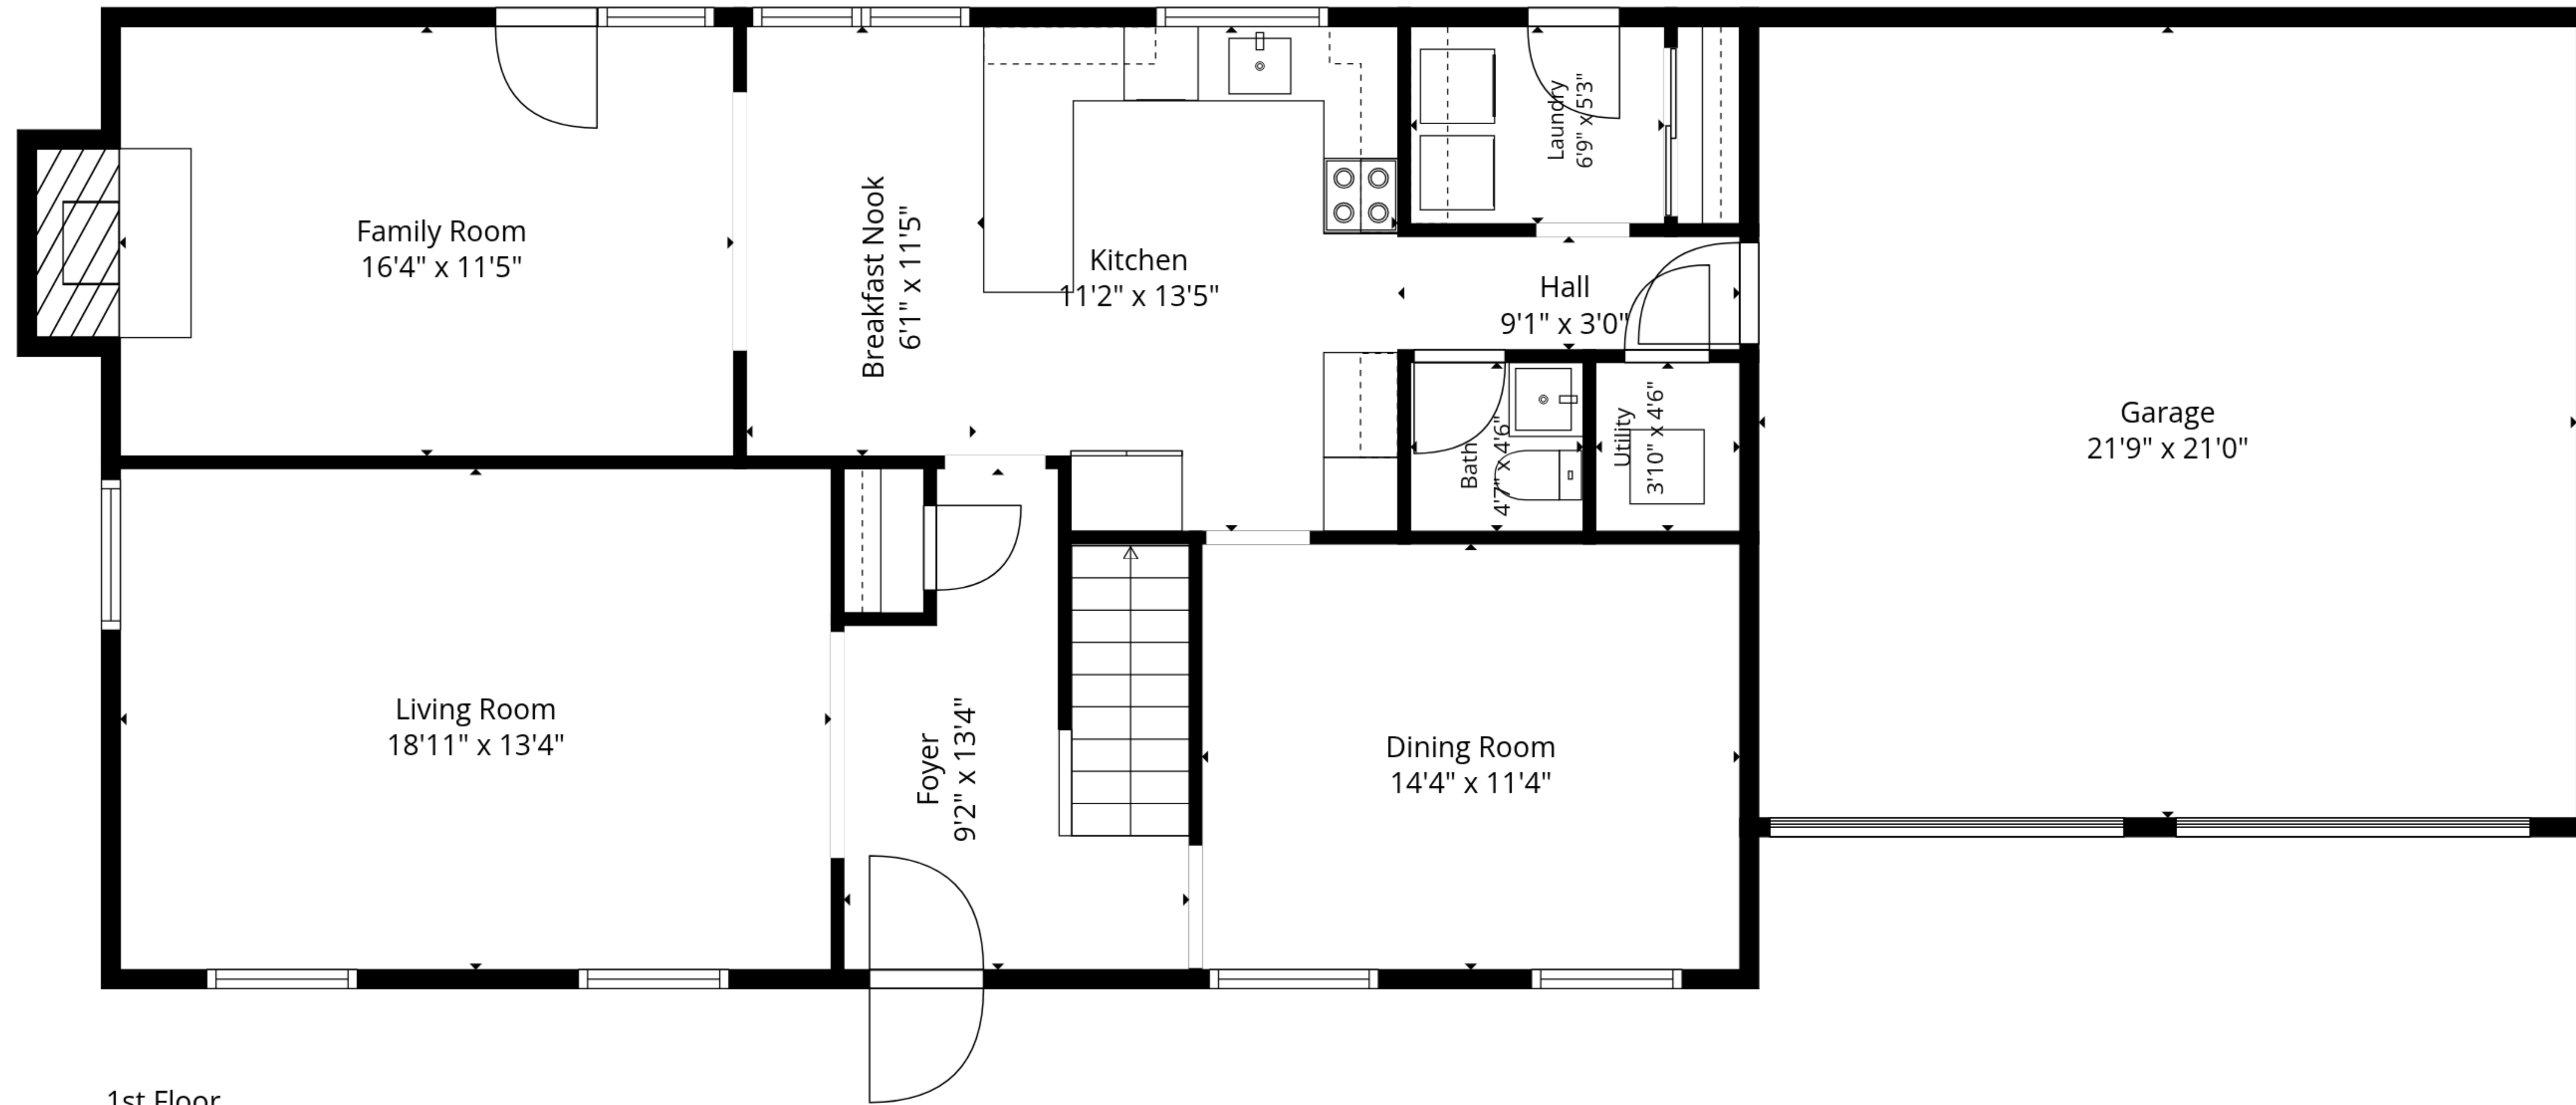 Family Room
16'4" x 11'5"
Breakfast Nook
6'1" x 11'5"
Kitchen
11'2" x 13'5"
Laundry
6'9" x 5'3"
Hall
9'1" x 3'0"
Bath
4'7" x 4'6"
Utility
3'10" x 4'6"
Garage
21'9" x 21'0"
Living Room
18'11" x 13'4"
Foyer
9'2" x 13'4"
Dining Room
14'4" x 11'4"
1st Floor